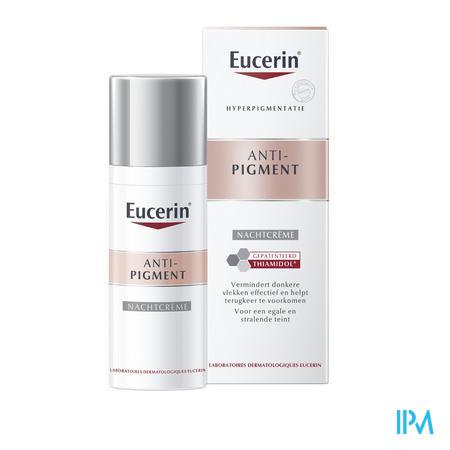 Eucerin®
ANTI-
PIGMENT
NACHTCRÈME
LABORATOIRES DERMATOLOGIQUES EUCERIN
Eucerin®
HYPERPIGMENTATIE
ANTI-
PIGMENT
NACHTCRÈME
GEPATENTEERD
THIAMIDOL®
Vermindert donkere
vlekken effectief en helpt
terugkeer te voorkomen
Voor een egale en
stralende teint
LABORATOIRES DERMATOLOGIQUES EUCERIN
IPM